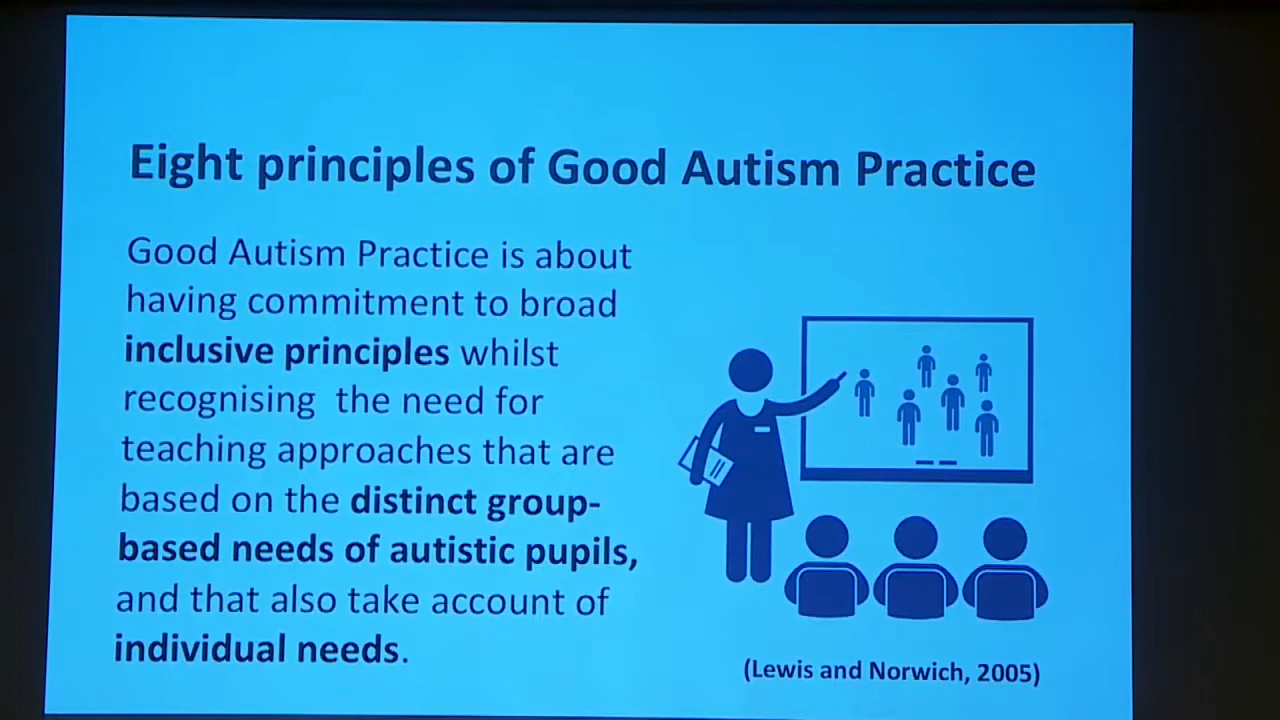 Eight principles of Good Autism Practice
Good Autism Practice is about
having commitment to broad
inclusive principles whilst
recognising  the need for
teaching approaches that are
based on the distinct group-
based needs of autistic pupils,
and that also take account of
individual needs.
(Lewis and Norwich, 2005)